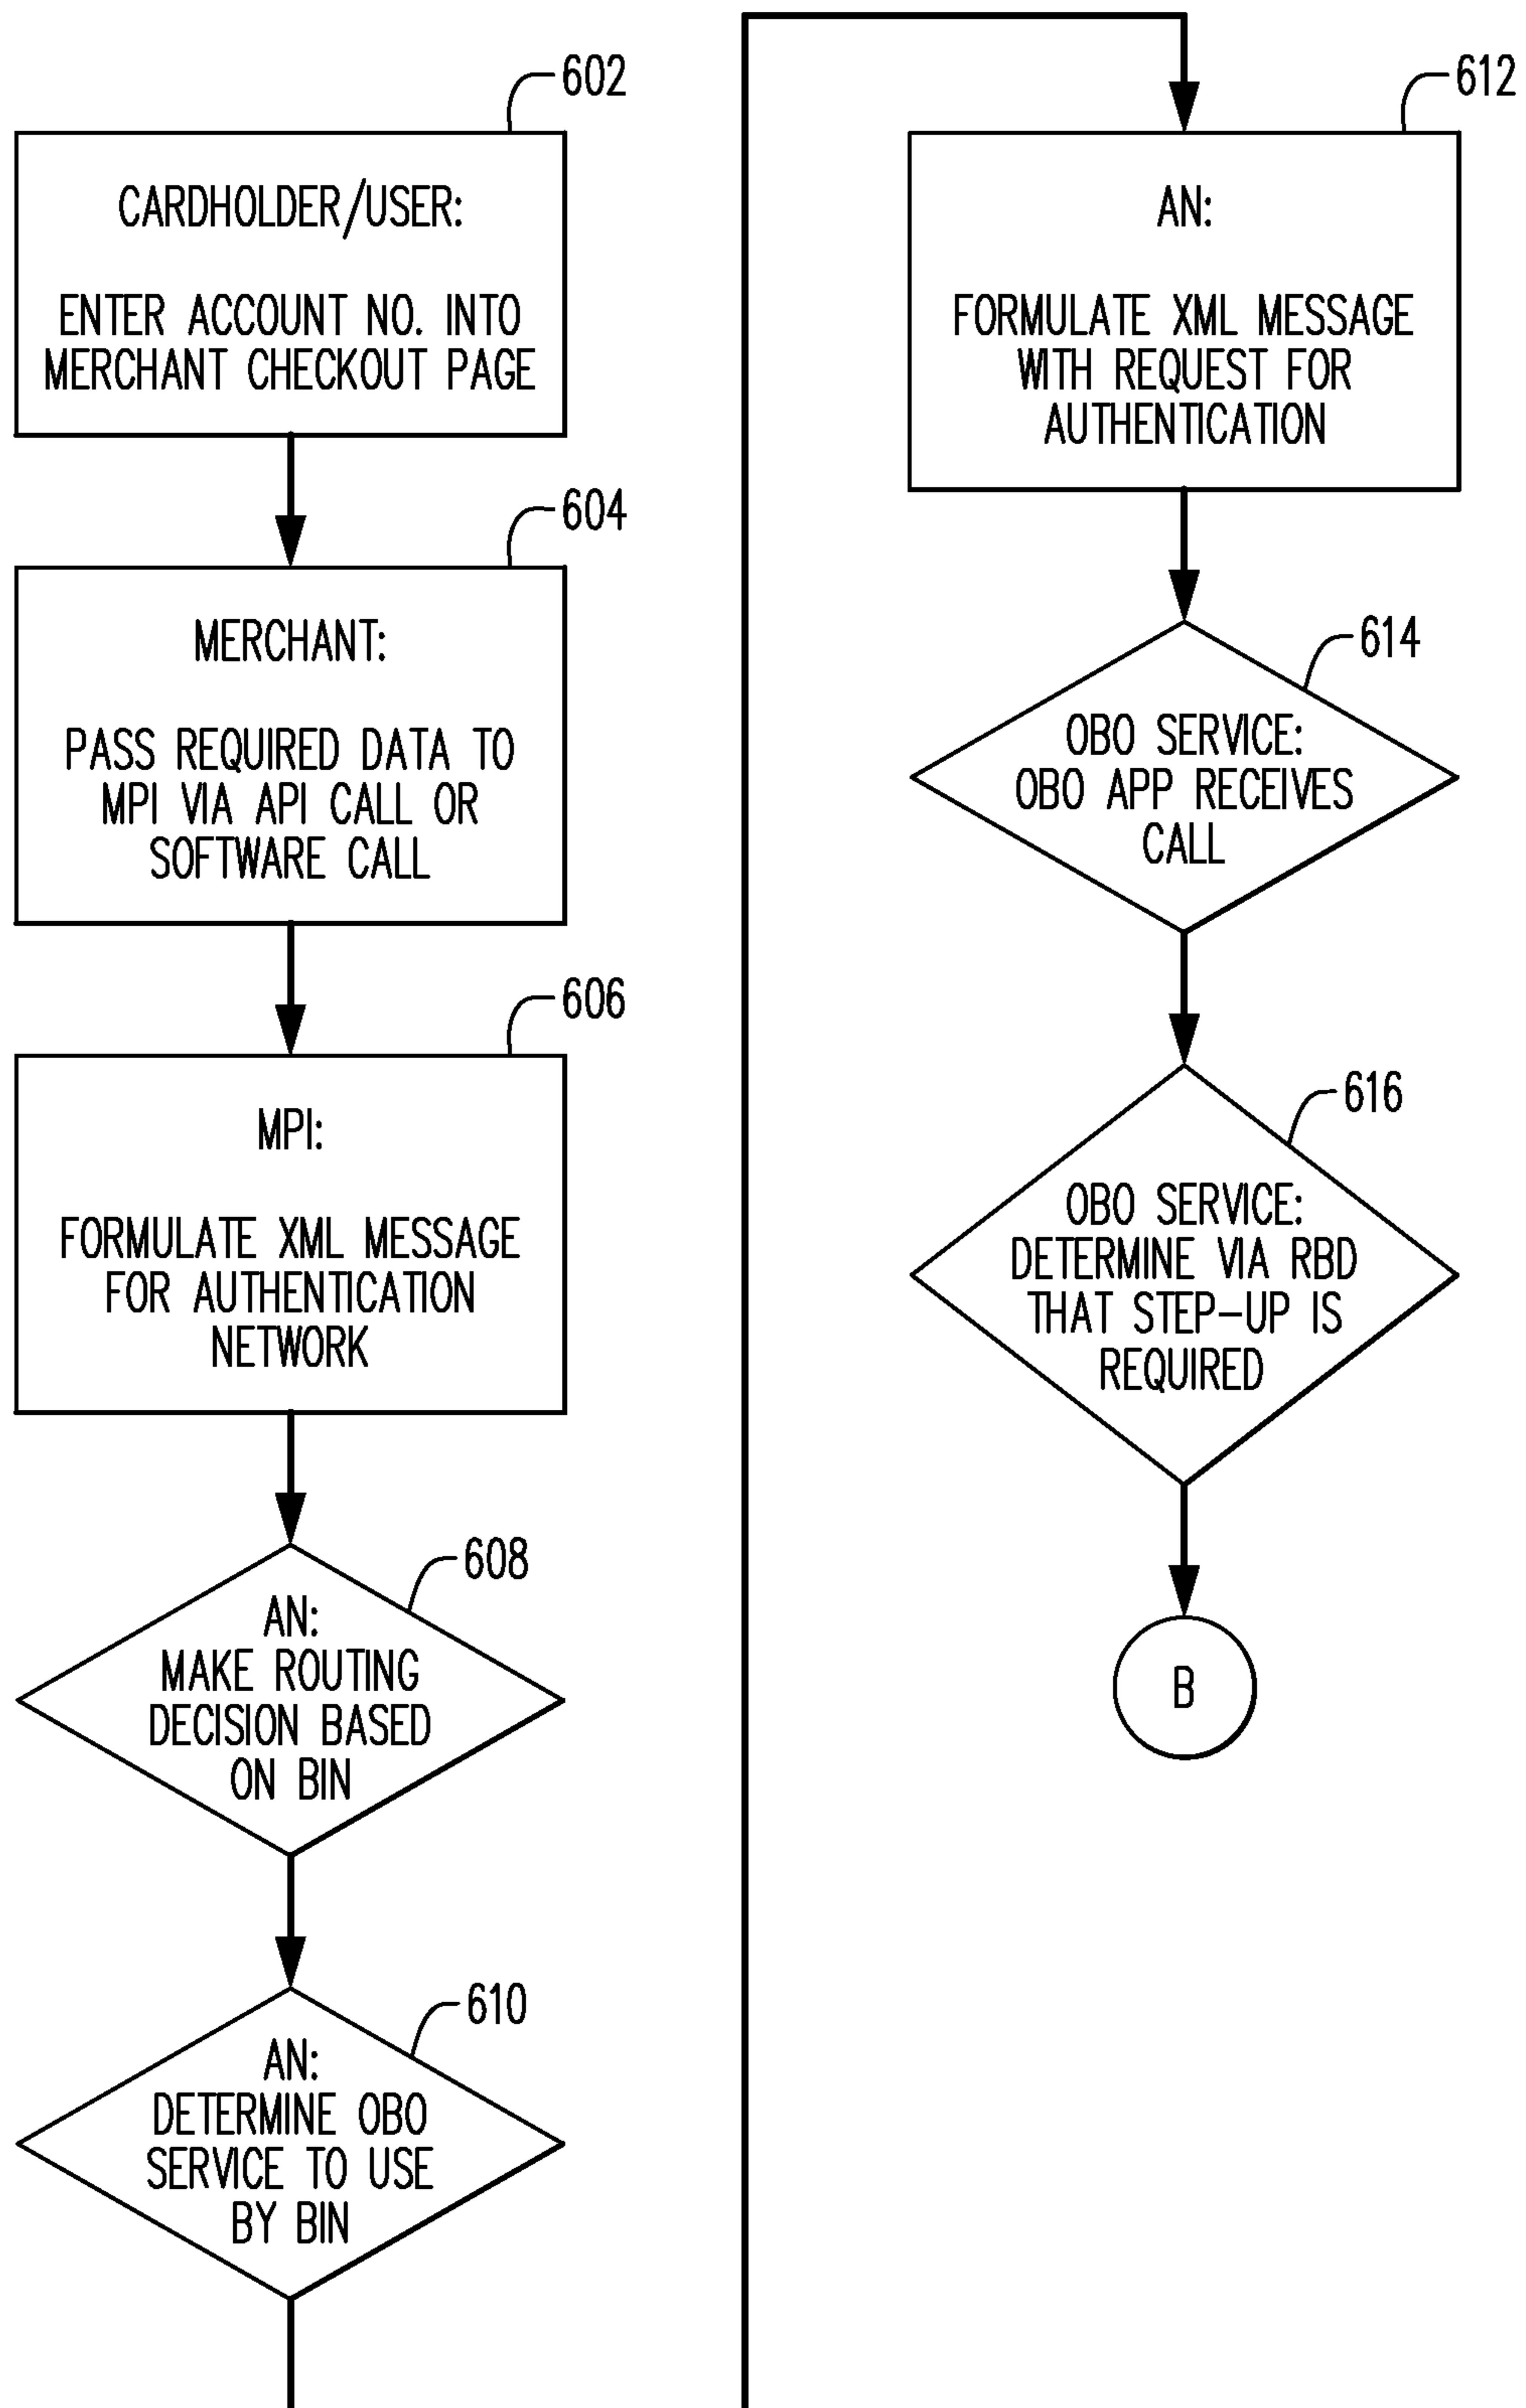 602
CARDHOLDER/USER:
ENTER ACCOUNT NO. INTO
MERCHANT CHECKOUT PAGE
604
MERCHANT:
PASS REQUIRED DATA TO
MPI VIA API CALL OR
SOFTWARE CALL
606
MPI:
FORMULATE XML MESSAGE
FOR AUTHENTICATION
NETWORK
608
AN:
MAKE ROUTING
DECISION BASED
ON BIN
610
AN:
DETERMINE OBO
SERVICE TO USE
BY BIN
612
AN:
FORMULATE XML MESSAGE
WITH REQUEST FOR
AUTHENTICATION
614
OBO SERVICE:
OBO APP RECEIVES
CALL
616
OBO SERVICE:
DETERMINE VIA RBD
THAT STEP-UP IS
REQUIRED
B